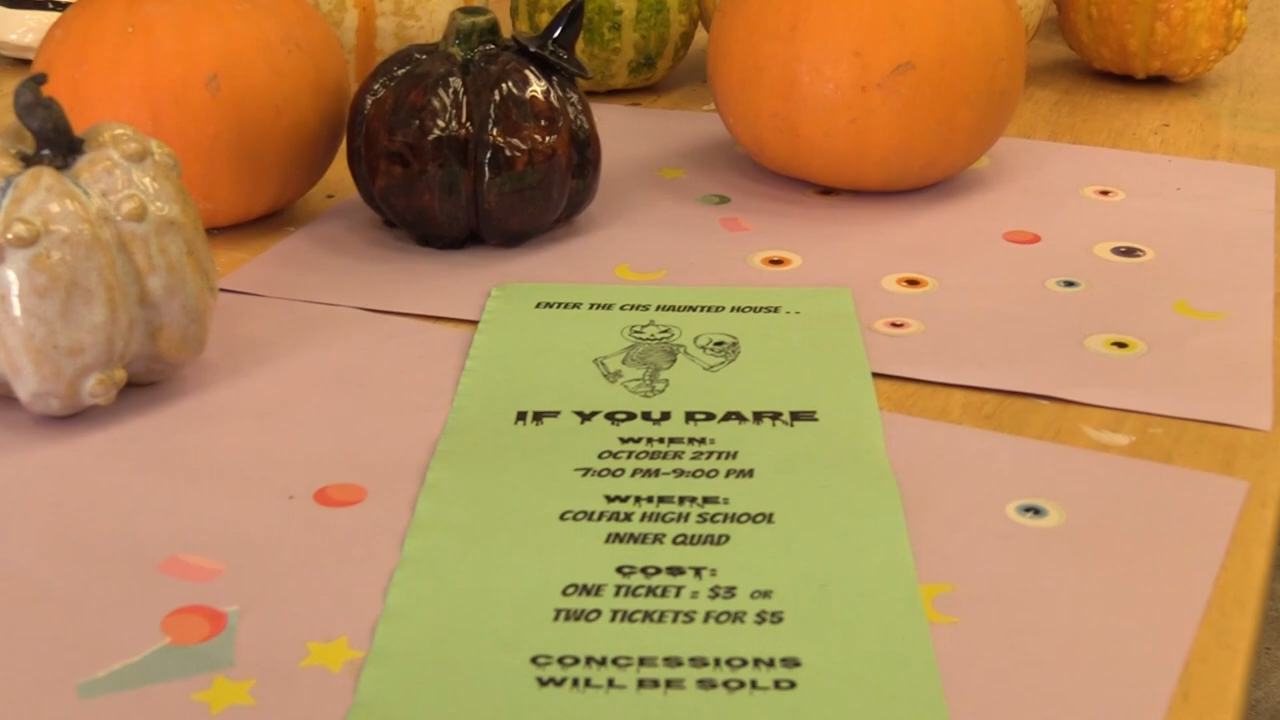 ENTER THE CHS HAUNTED HOUSE . .
IF YOU DARE
WHEN:
OCTOBER 27TH
7:00 PM-9:00 PM
WHERE:
COLFAX HIGH SCHOOL
INNER QUAD
COST:
ONE TICKET = $3 OR
TWO TICKETS FOR $5
CONCESSIONS
WILL BE SOLD